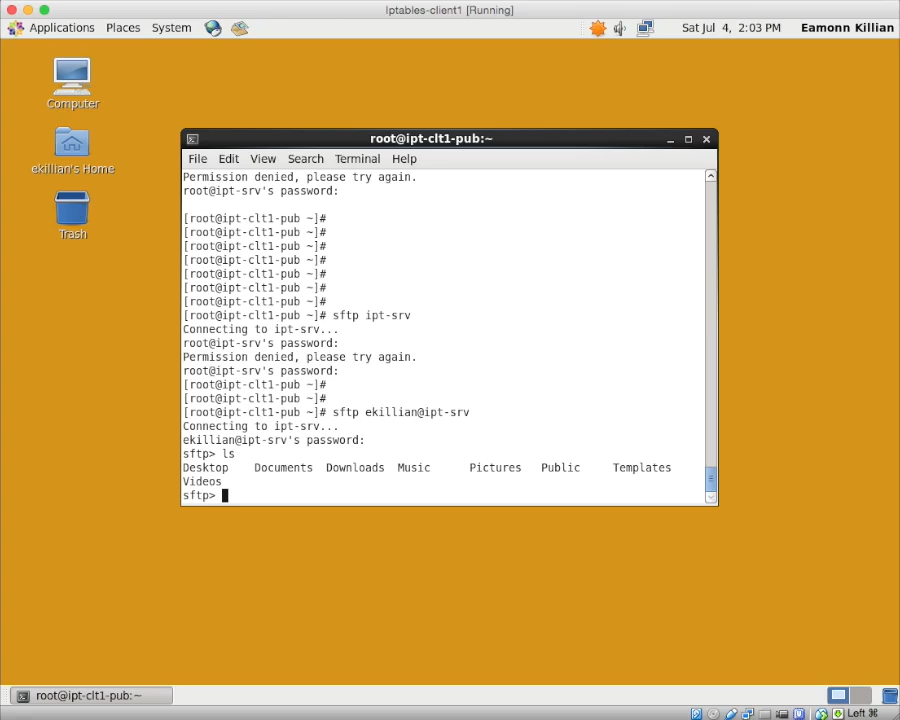 Iptables-client1 [Running]
Applications Places System Sat Jul 4, 2:03 PM Eamonn Killian
Computer
ekillian's Home
Trash
root@ipt-clt1-pub:~
File Edit View Search Terminal Help
Permission denied, please try again.
root@ipt-srv's password:
[root@ipt-clt1-pub ~]#
[root@ipt-clt1-pub ~]#
[root@ipt-clt1-pub ~]#
[root@ipt-clt1-pub ~]#
[root@ipt-clt1-pub ~]#
[root@ipt-clt1-pub ~]#
[root@ipt-clt1-pub ~]#
[root@ipt-clt1-pub ~]# sftp ipt-srv
Connecting to ipt-srv...
root@ipt-srv's password:
Permission denied, please try again.
root@ipt-srv's password:
[root@ipt-clt1-pub ~]#
[root@ipt-clt1-pub ~]#
[root@ipt-clt1-pub ~]# sftp ekillian@ipt-srv
Connecting to ipt-srv...
ekillian@ipt-srv's password:
sftp> ls
Desktop Documents Downloads Music Pictures Public Templates
Videos
sftp>
root@ipt-clt1-pub:~
Left ⌘